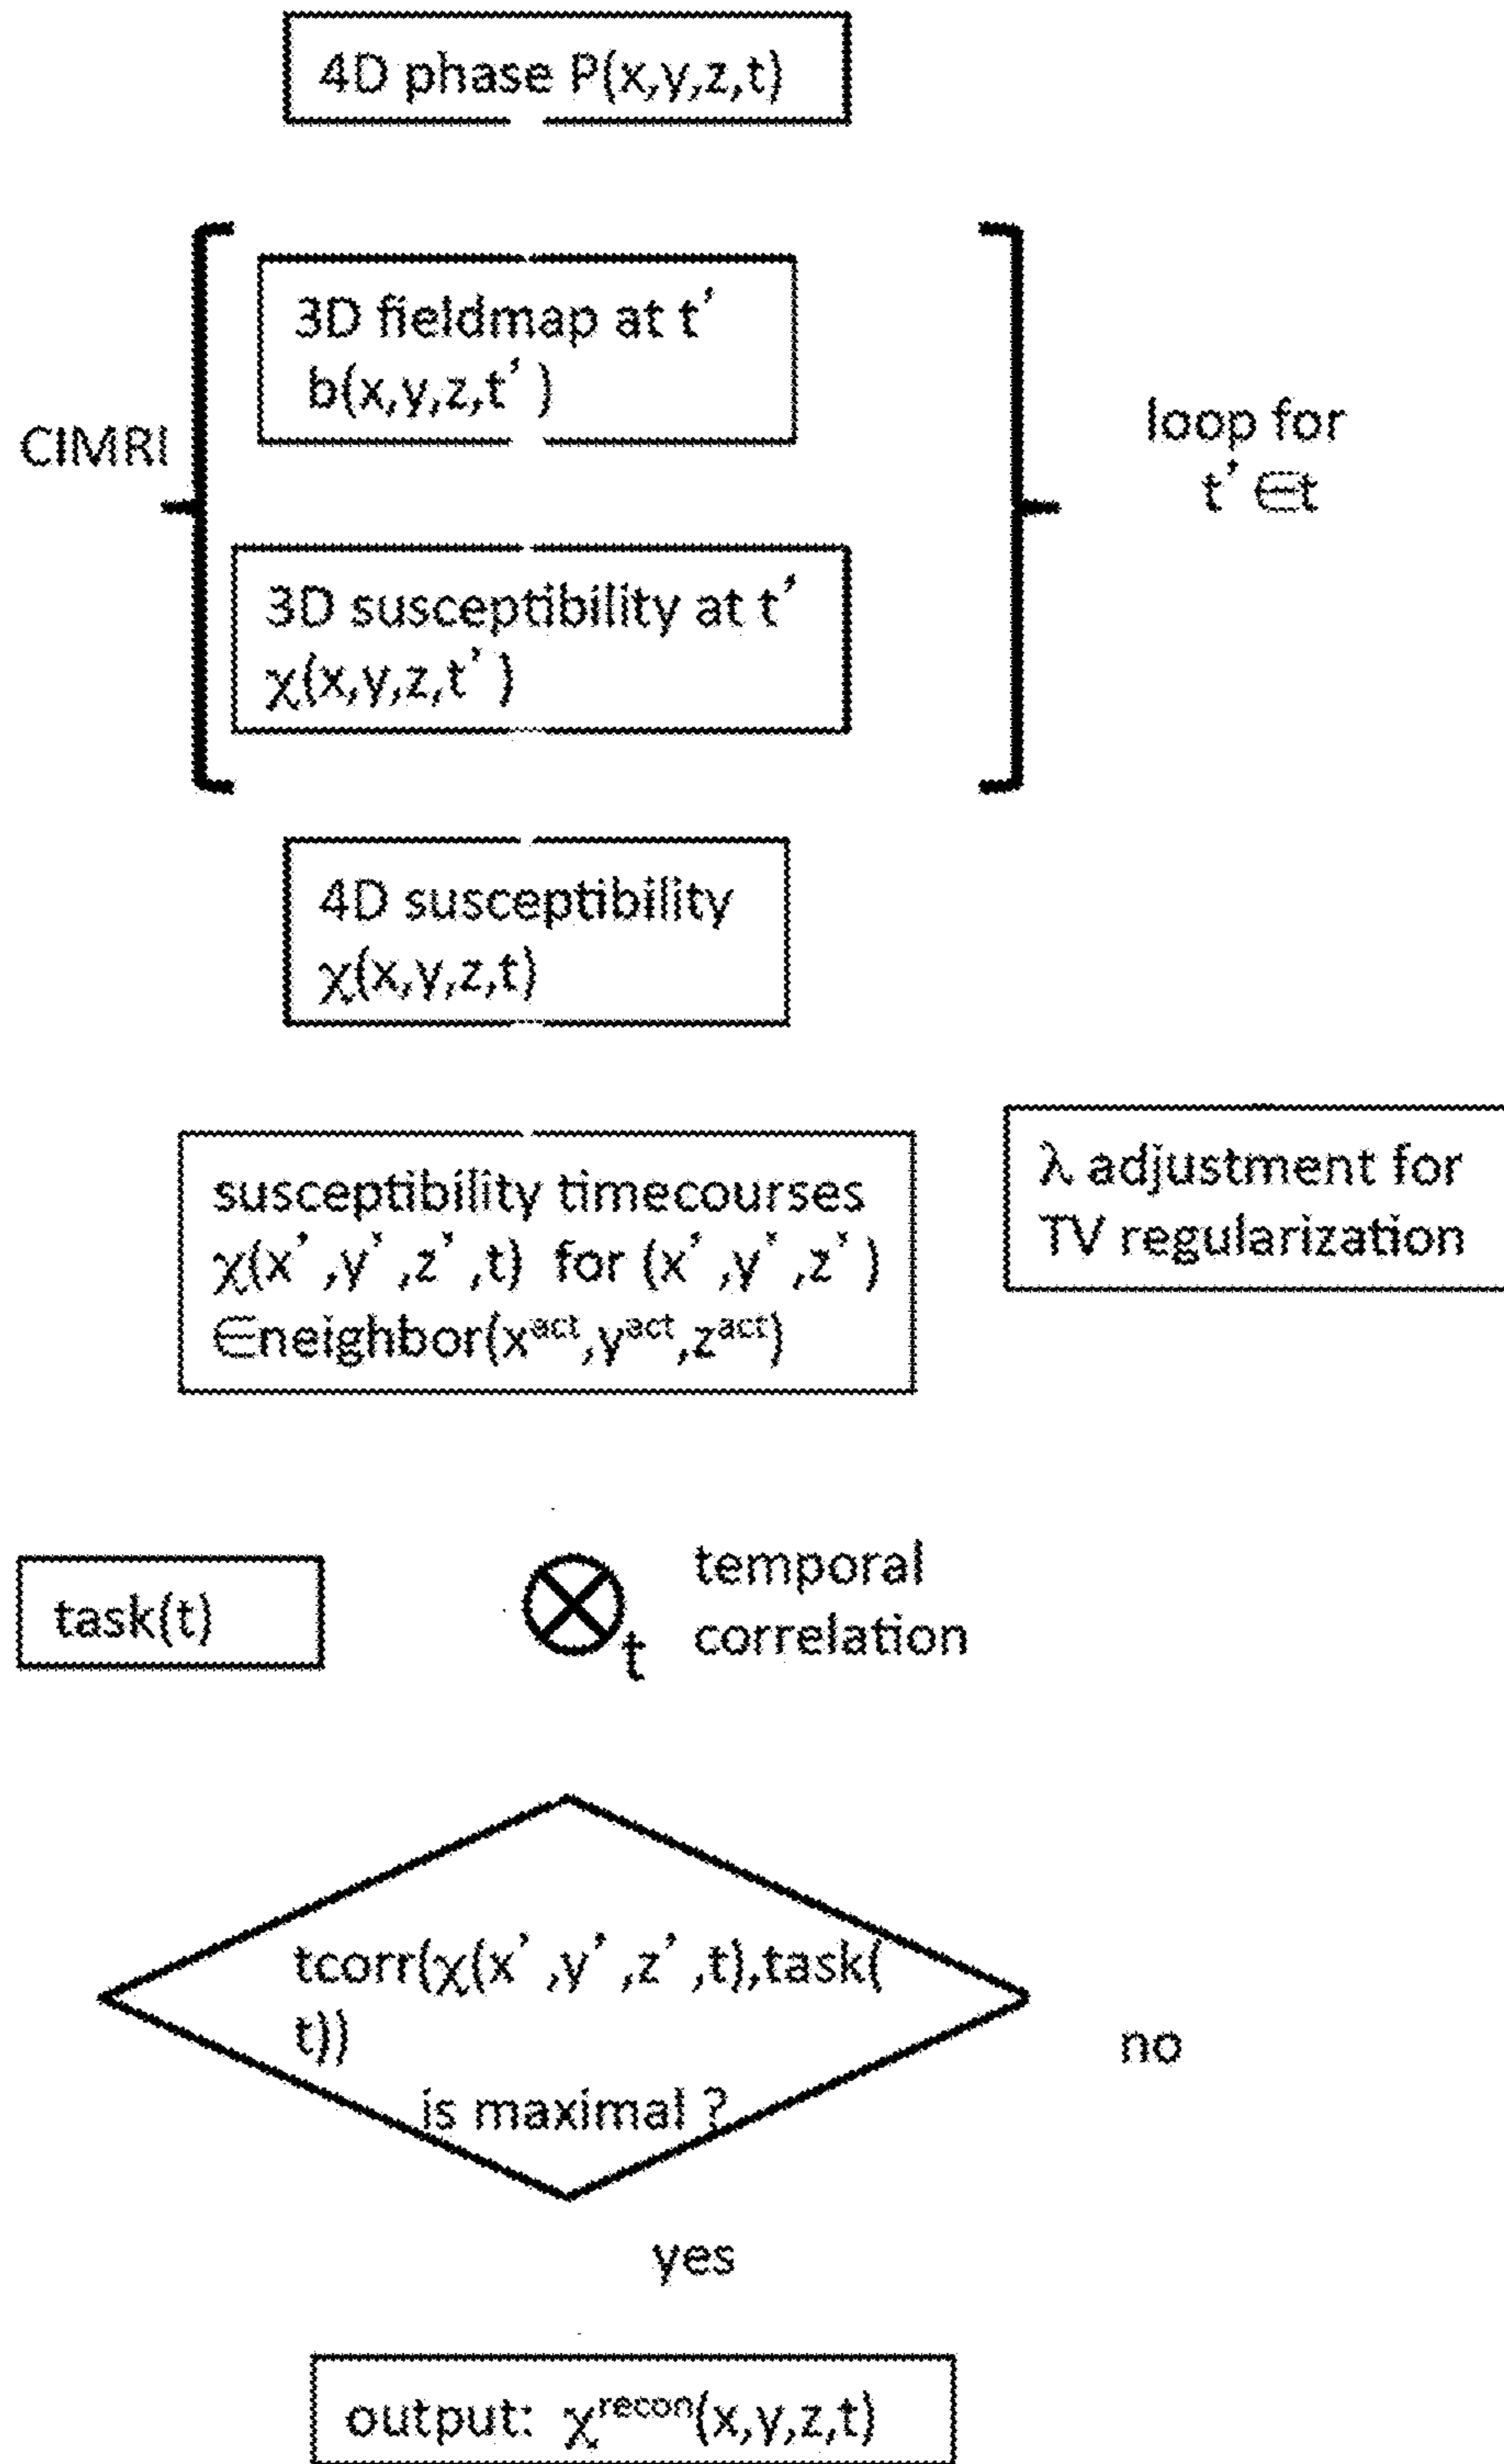 4D phase P(x,y,z,t)
3D fieldmap at t’
b(x,y,z,t’ )
CIMRI
loop for
t’ ∈t
3D susceptibility at t’
χ(x,y,z,t’ )
4D susceptibility
χ(x,y,z,t)
susceptibility timecourses
χ(x’ ,y’ ,z’ ,t) for (x’ ,y’ ,z’ )
∈neighbor(x^act,y^act,z^act)
λ adjustment for
TV regularization
task(t)
⊗t
temporal
correlation
tcorr(χ(x’ ,y’ ,z’ ,t),task(
t))
is maximal ?
no
yes
output: χ^recon(x,y,z,t)